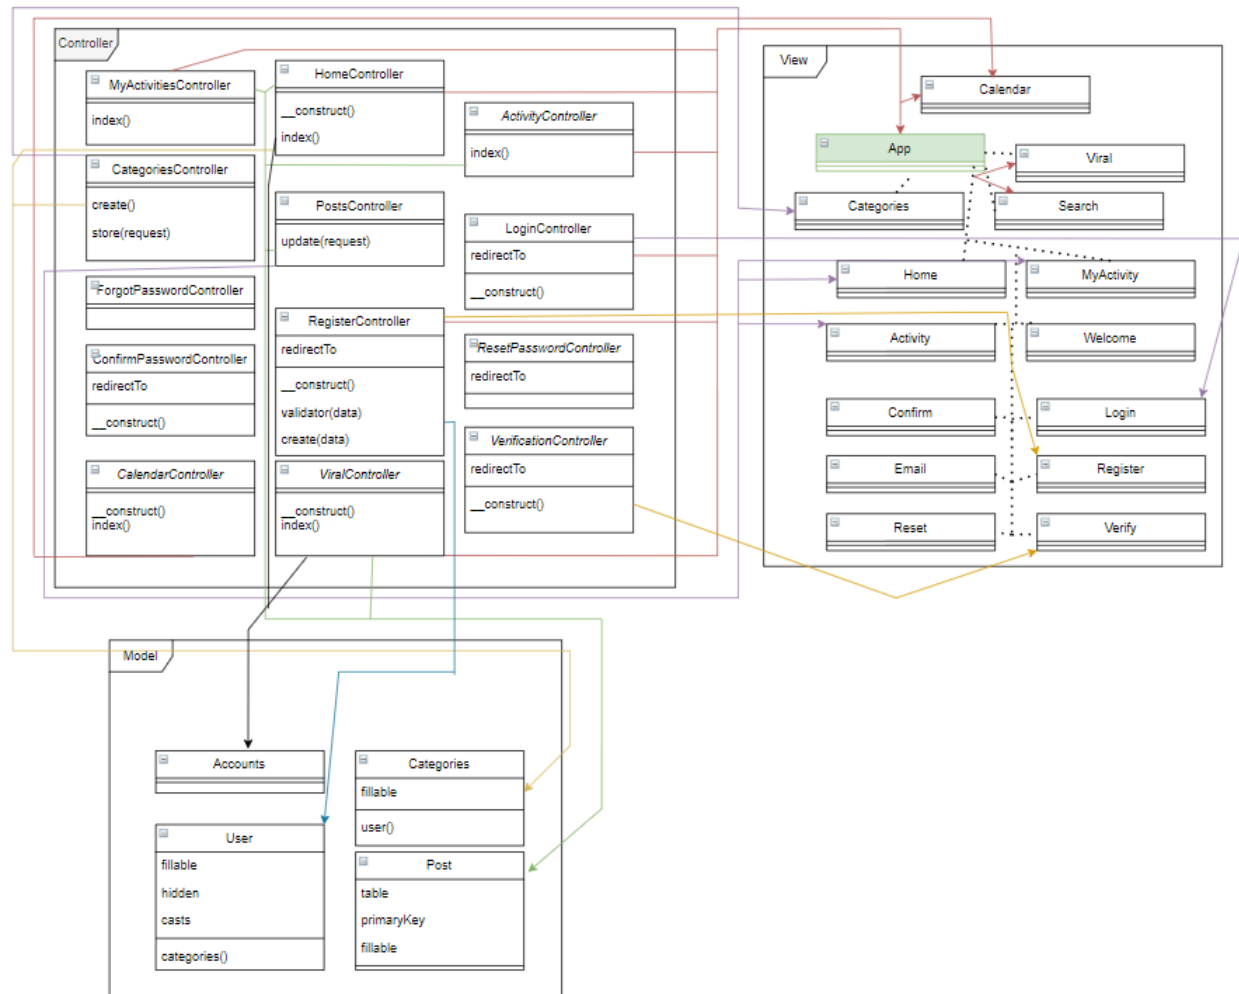 Controller
MyActivitiesController
index()
HomeController
__construct()
index()
ActivityController
index()
CategoriesController
create()
store(request)
PostsController
update(request)
LoginController
redirectTo
__construct()
ForgotPasswordController
RegisterController
redirectTo
__construct()
validator(data)
create(data)
ResetPasswordController
redirectTo
ConfirmPasswordController
redirectTo
__construct()
VerificationController
redirectTo
__construct()
CalendarController
__construct()
index()
ViralController
__construct()
index()
View
Calendar
App
Viral
Categories
Search
Home
MyActivity
Activity
Welcome
Confirm
Login
Email
Register
Reset
Verify
Model
Accounts
Categories
fillable
user()
User
fillable
hidden
casts
categories()
Post
table
primaryKey
fillable